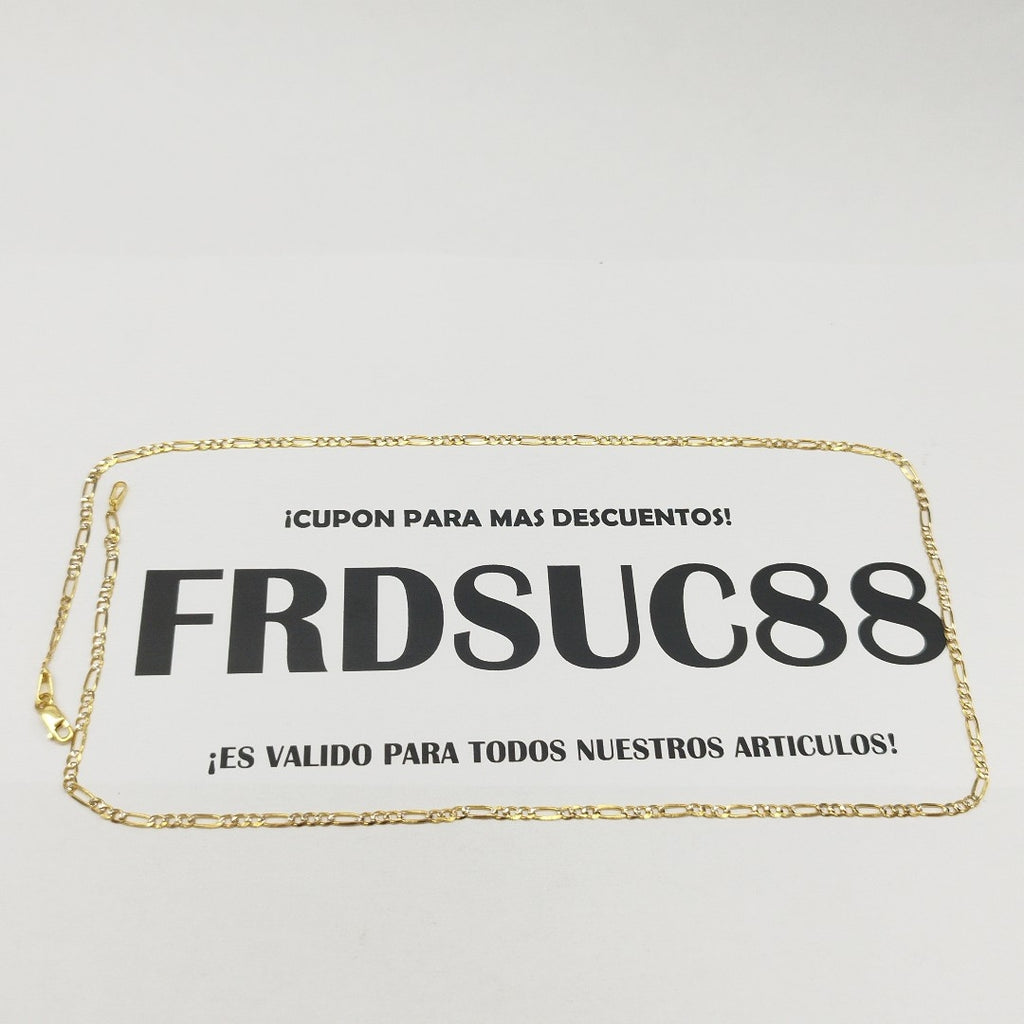 ¡CUPON PARA MAS DESCUENTOS!
FRDSUC88
¡ES VALIDO PARA TODOS NUESTROS ARTICULOS!